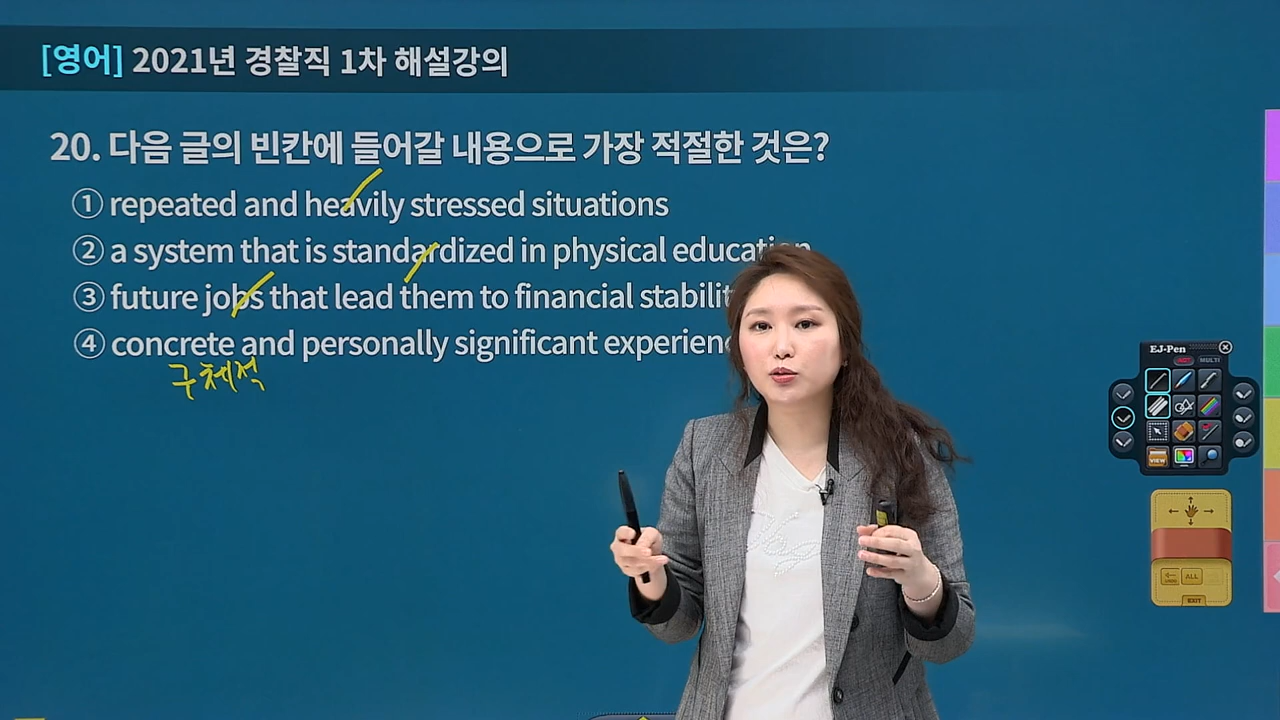 [영어] 2021년 경찰직 1차 해설강의
20. 다음 글의 빈칸에 들어갈 내용으로 가장 적절한 것은?
① repeated and heavily stressed situations
② a system that is standardized in physical education
③ future jobs that lead them to financial
④ concrete and personally significant
구체적
EJ-Pen
HOT MULTI
VIEW
ALL
EXIT